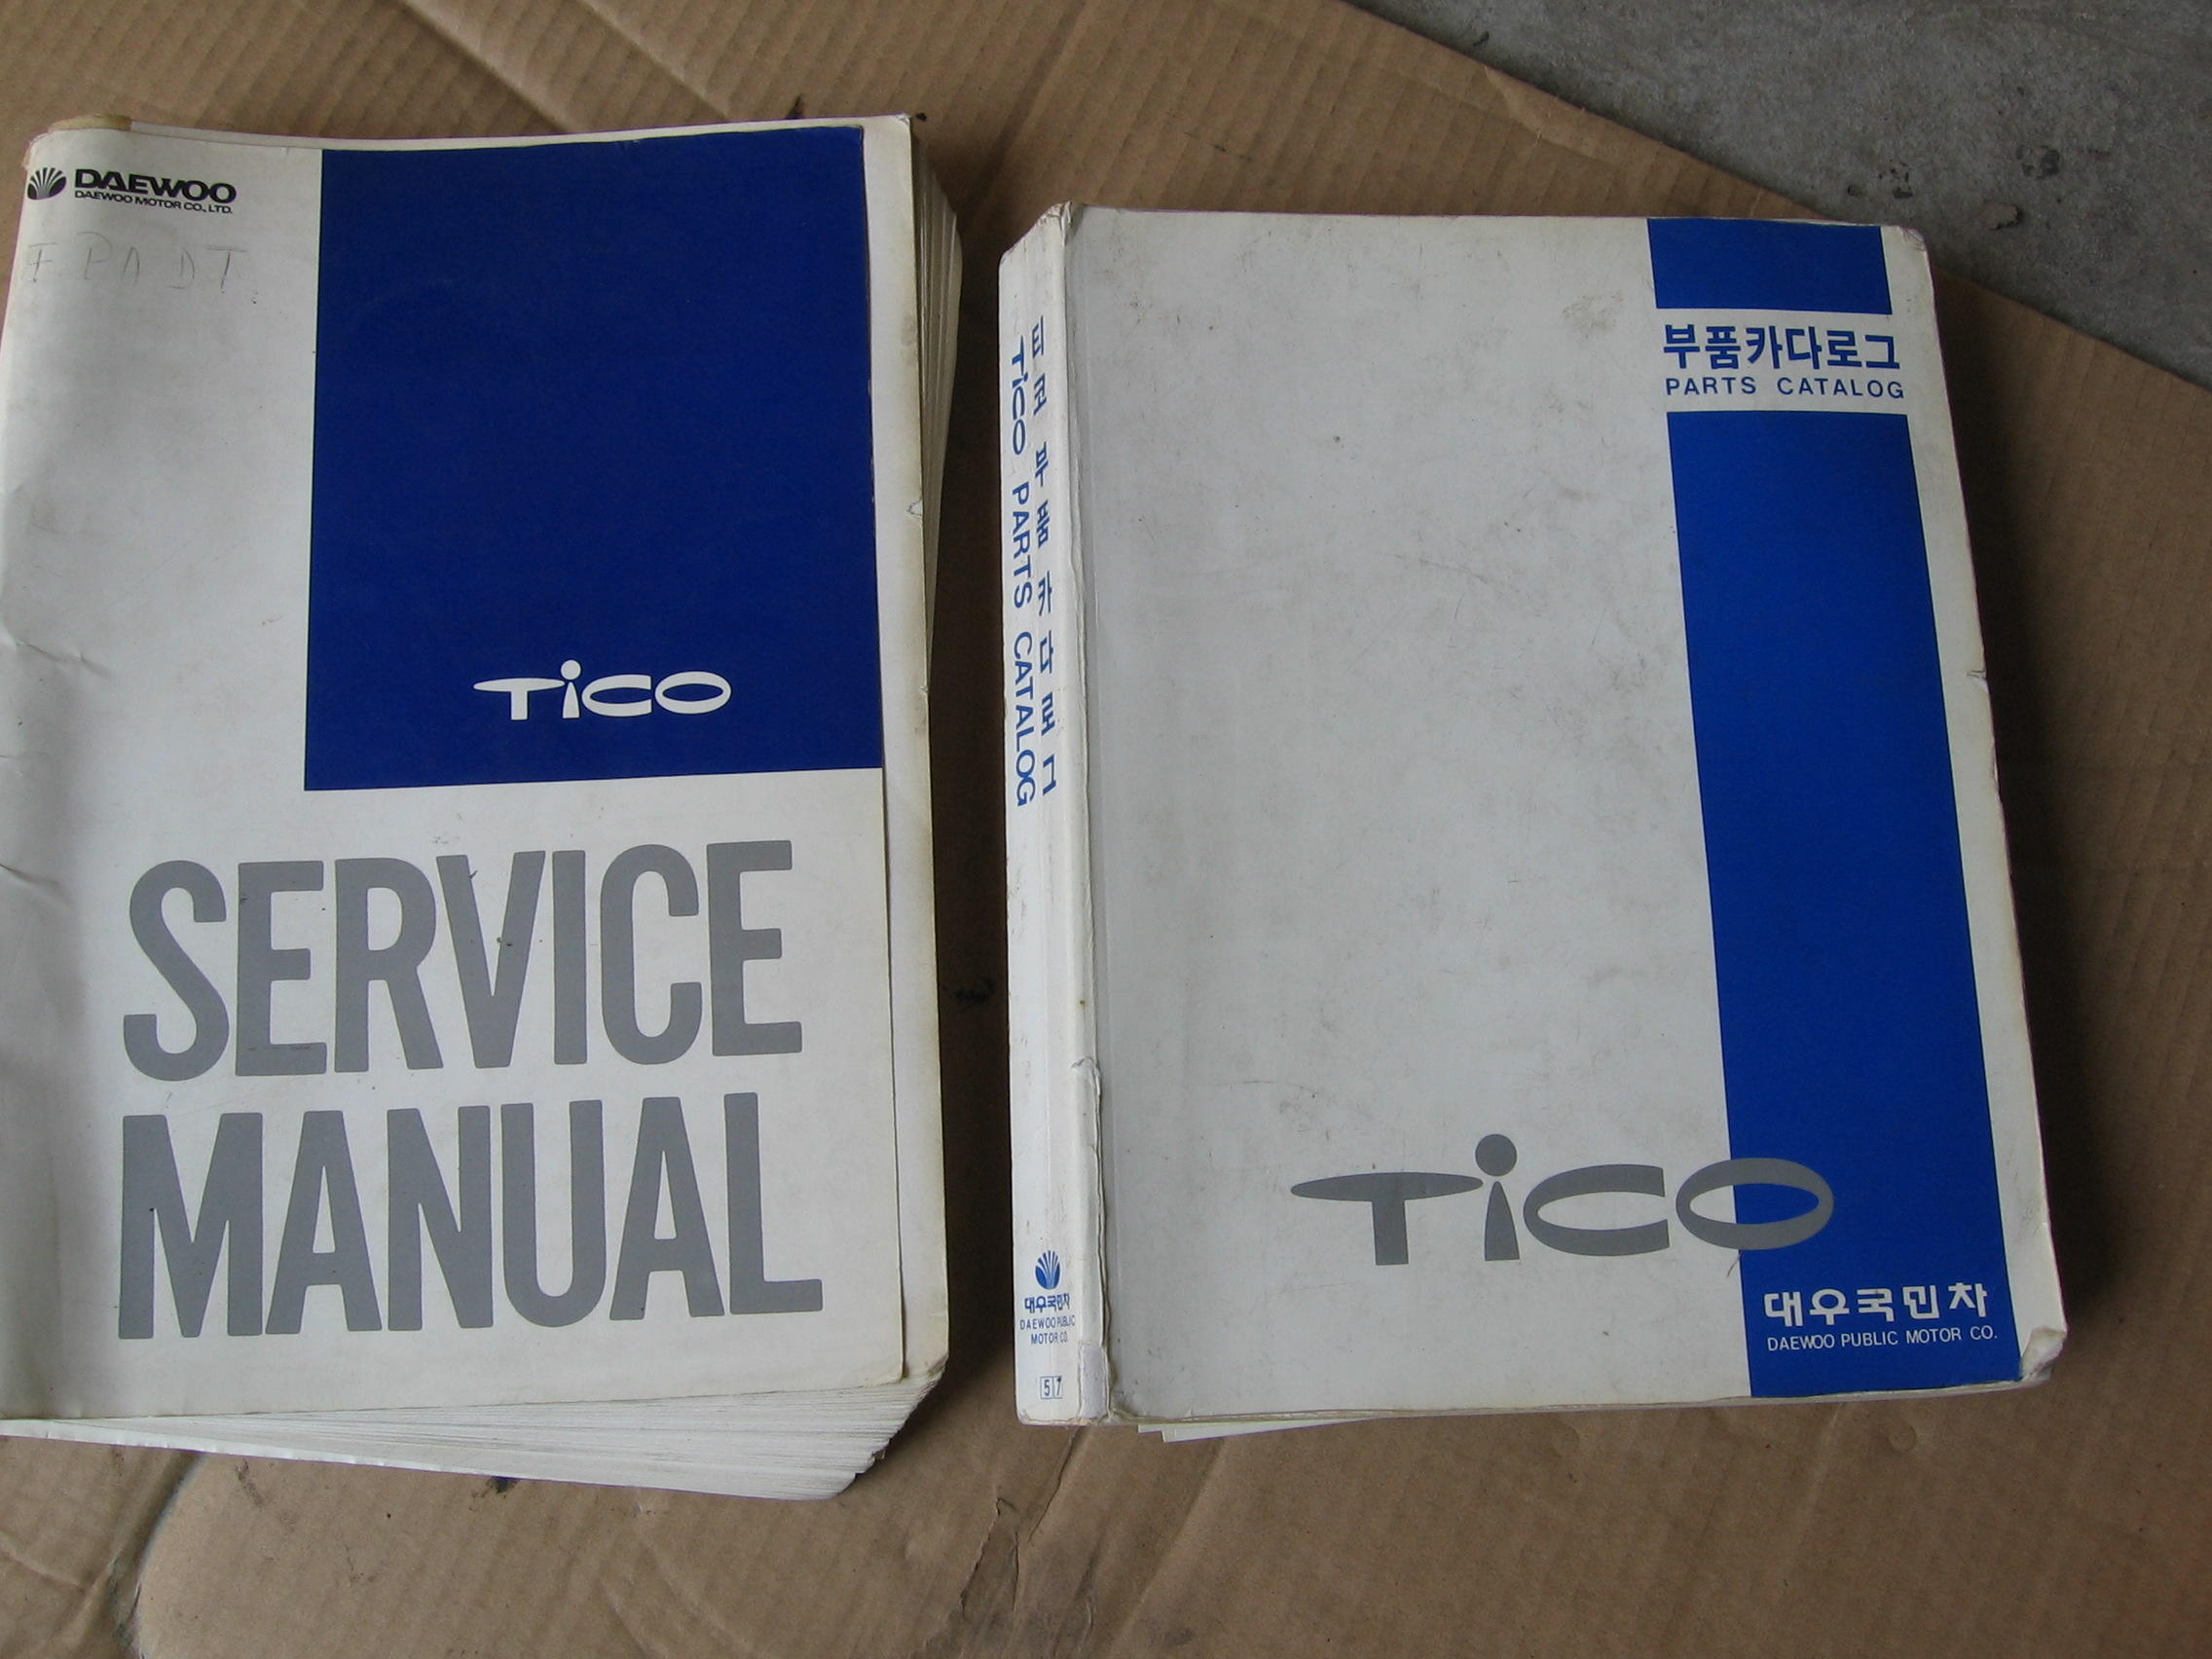 DAEWOO
DAEWOO MOTOR CO., LTD.
TiCO
SERVICE
MANUAL
티코 부품카다로그
TiCO PARTS CATALOG
대우국민차
DAEWOO PUBLIC
MOTOR CO.
57
부품카다로그
PARTS CATALOG
TiCO
대우국민차
DAEWOO PUBLIC MOTOR CO.